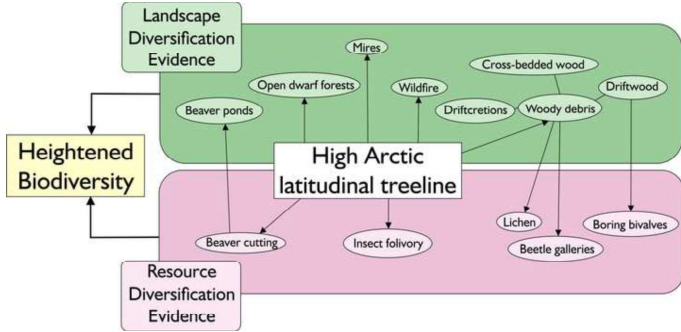 Landscape
Diversification
Evidence
Mires
Cross-bedded wood
Open dwarf forests
Wildfire
Driftwood
Beaver ponds
Driftcretions
Woody debris
Heightened
Biodiversity
High Arctic
latitudinal treeline
Lichen
Boring bivalves
Beaver cutting
Insect folivory
Beetle galleries
Resource
Diversification
Evidence